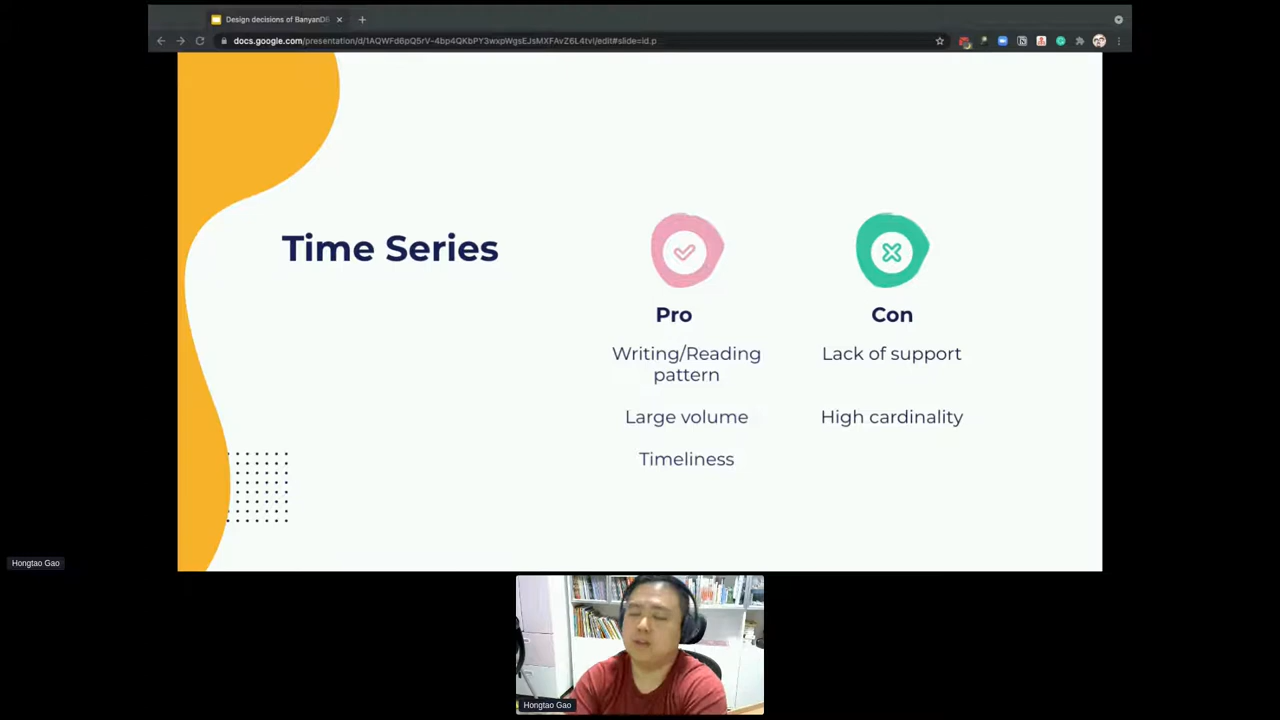 Design decisions of BanyanDB
docs.google.com/presentation/d/1AQWFd6pQ5rV-4bp4QKbPY3wxpWgsEJsMXFAvZ6L4tvI/edit#slide=id.p
Time Series
Pro
Con
Writing/Reading
pattern
Lack of support
Large volume
High cardinality
Timeliness
Hongtao Gao
Hongtao Gao